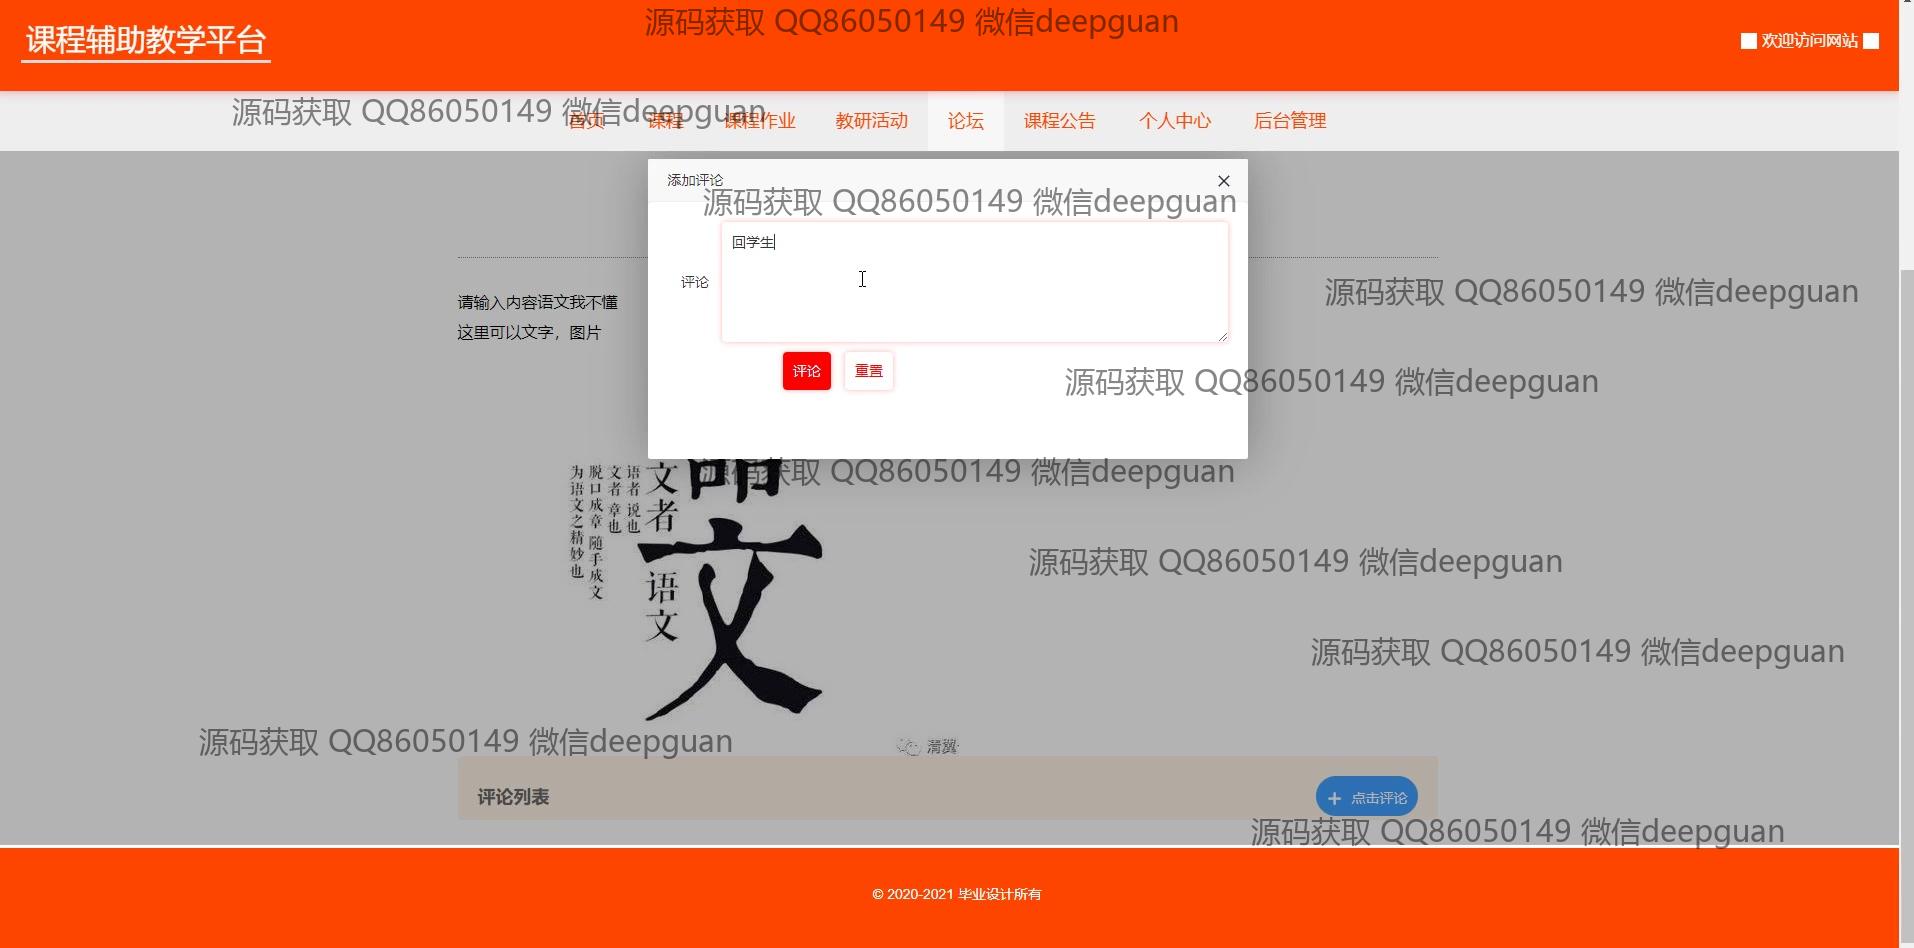 源码获取 QQ86050149 微信deepguan
课程辅助教学平台
欢迎访问网站
源码获取 QQ86050149 微信deepguan
首页 课程 课程作业 教研活动 论坛 课程公告 个人中心 后台管理
添加评论
源码获取 QQ86050149 微信deepguan
回学生
评论
源码获取 QQ86050149 微信deepguan
请输入内容语文我不懂
这里可以文字，图片
评论 重置
源码获取 QQ86050149 微信deepguan
源码获取 QQ86050149 微信deepguan
文者 语文
语者 说也
文者 章也
脱口成章 随手成文
为语文之精妙也
文
源码获取 QQ86050149 微信deepguan
源码获取 QQ86050149 微信deepguan
源码获取 QQ86050149 微信deepguan
清翼
评论列表
+ 点击评论
源码获取 QQ86050149 微信deepguan
© 2020-2021 毕业设计所有